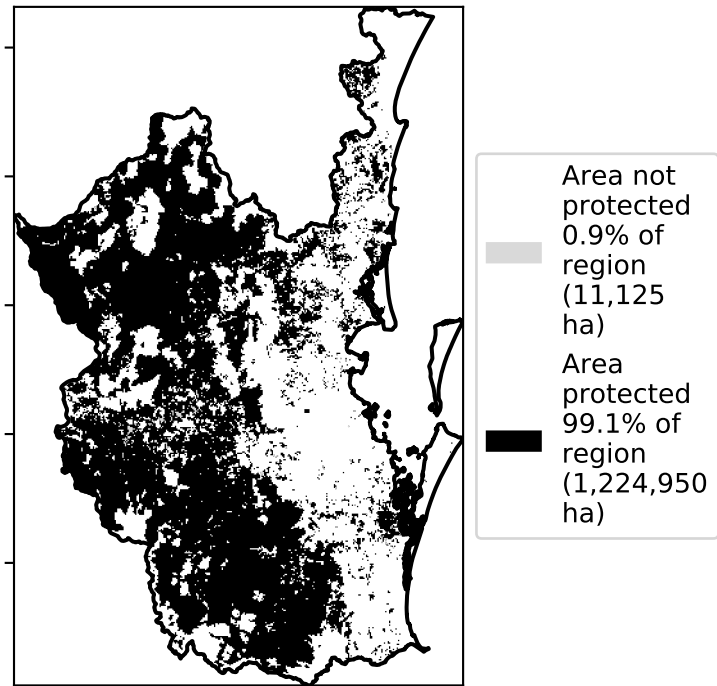 Area not
protected
0.9% of
region
(11,125
ha)
Area
protected
99.1% of
region
(1,224,950
ha)